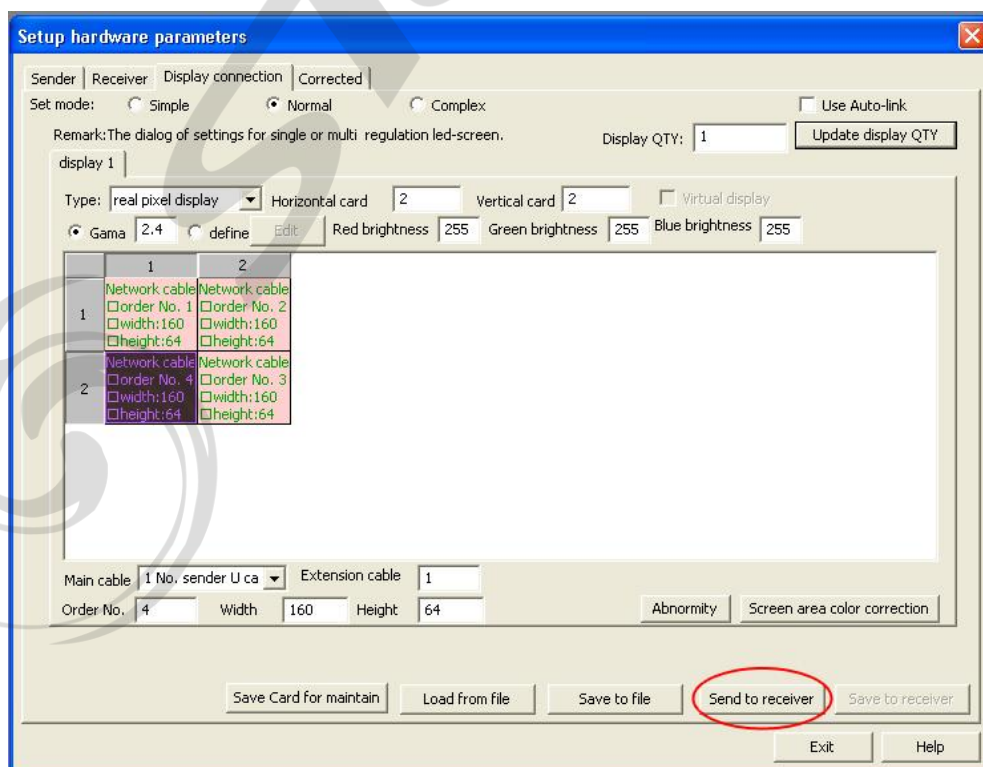 Setup hardware parameters
Sender Receiver Display connection Corrected
Set mode: Simple Normal Complex Use Auto-link
Remark:The dialog of settings for single or multi regulation led-screen. Display QTY: 1 Update display QTY
display 1
Type: real pixel display Horizontal card 2 Vertical card 2 Virtual display
Gama 2.4 define Edit Red brightness 255 Green brightness 255 Blue brightness 255
1 2
Network cable Network cable
order No. 1 order No. 2
1
width:160 width:160
height:64 height:64
Network cable Network cable
order No. 4 order No. 3
2
width:160 width:160
height:64 height:64
Main cable 1 No. sender U ca Extension cable 1
Order No. 4 Width 160 Height 64 Abnormity Screen area color correction
Save Card for maintain Load from file Save to file Send to receiver Save to receiver
Exit Help